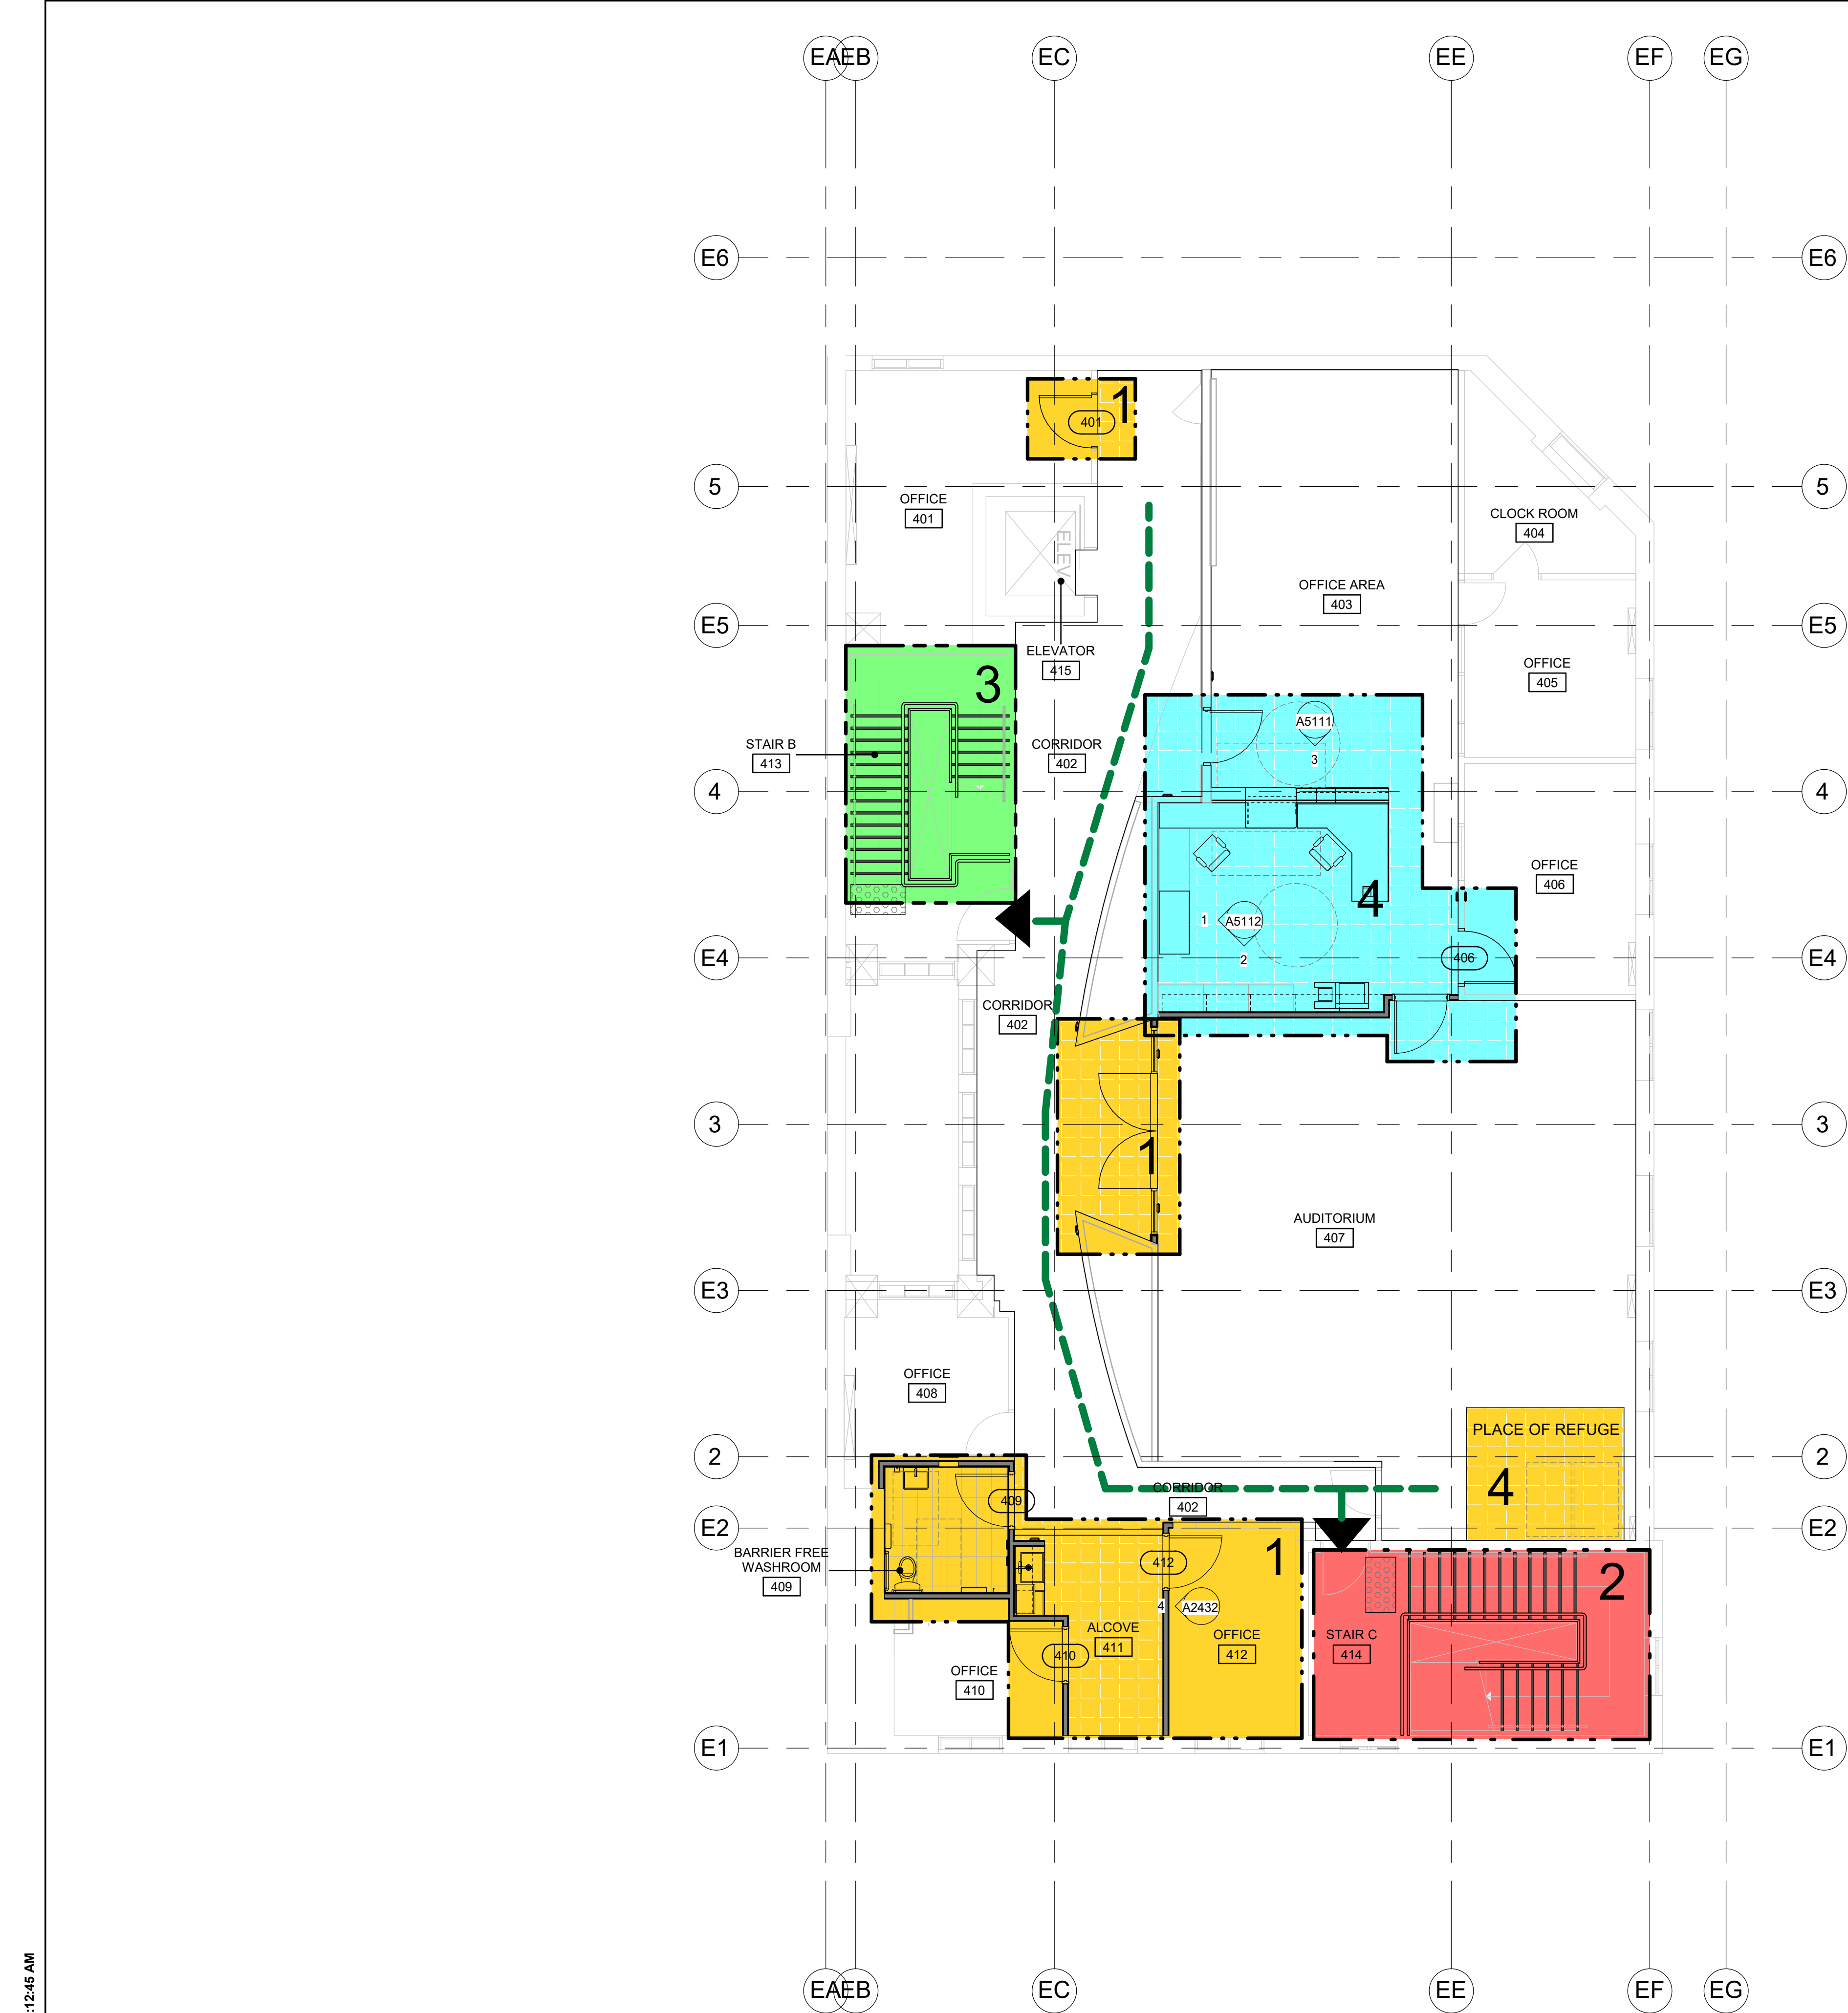 EA
EB
EC
EE
EF
EG
E6
E6
1
401
5
5
OFFICE
401
CLOCK ROOM
404
ELEV
OFFICE AREA
403
E5
E5
ELEVATOR
415
OFFICE
405
3
A5111
3
STAIR B
413
CORRIDOR
402
4
4
OFFICE
406
4
1
A5112
2
E4
406
E4
CORRIDOR
402
3
3
1
AUDITORIUM
407
E3
E3
OFFICE
408
PLACE OF REFUGE
2
2
4
CORRIDOR
402
409
E2
E2
BARRIER FREE
WASHROOM
409
412
1
2
4
A2432
ALCOVE
411
OFFICE
412
STAIR C
414
410
OFFICE
410
E1
E1
:12:45 AM
EA
EB
EC
EE
EF
EG